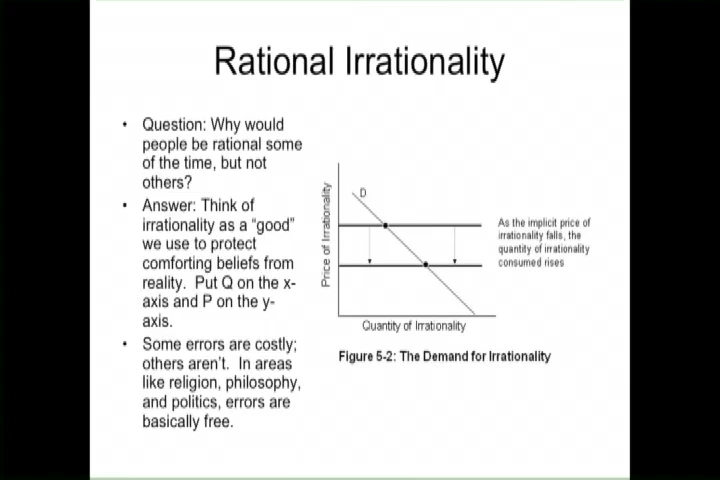 Rational Irrationality
• Question: Why would
people be rational some
of the time, but not
others?
• Answer: Think of
irrationality as a “good”
we use to protect
comforting beliefs from
reality. Put Q on the x-
axis and P on the y-
axis.
• Some errors are costly;
others aren’t. In areas
like religion, philosophy,
and politics, errors are
basically free.
Price of Irrationality
D
As the implicit price of
irrationality falls, the
quantity of irrationality
consumed rises
Quantity of Irrationality
Figure 5-2: The Demand for Irrationality